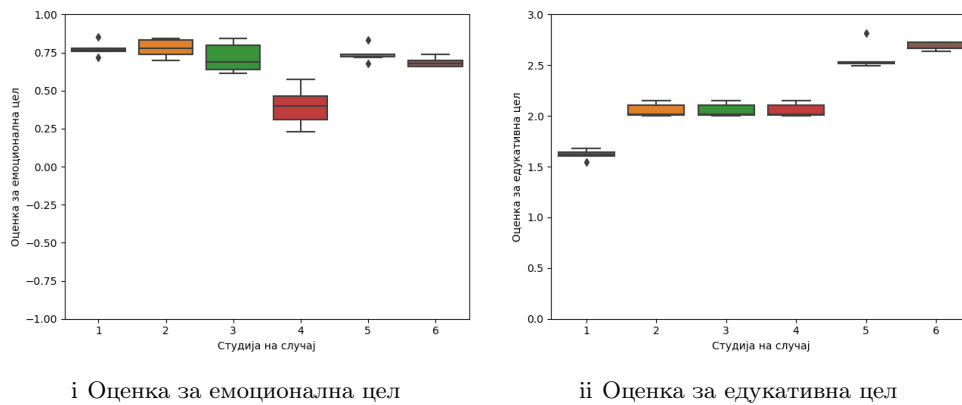 1.00
0.75
0.50
0.25
0.00
−0.25
−0.50
−0.75
−1.00
Оценка за емоционална цел
1 2 3 4 5 6
Студија на случај
i Оценка за емоционална цел
3.0
2.5
2.0
1.5
1.0
0.5
0.0
Оценка за едукативна цел
1 2 3 4 5 6
Студија на случај
ii Оценка за едукативна цел